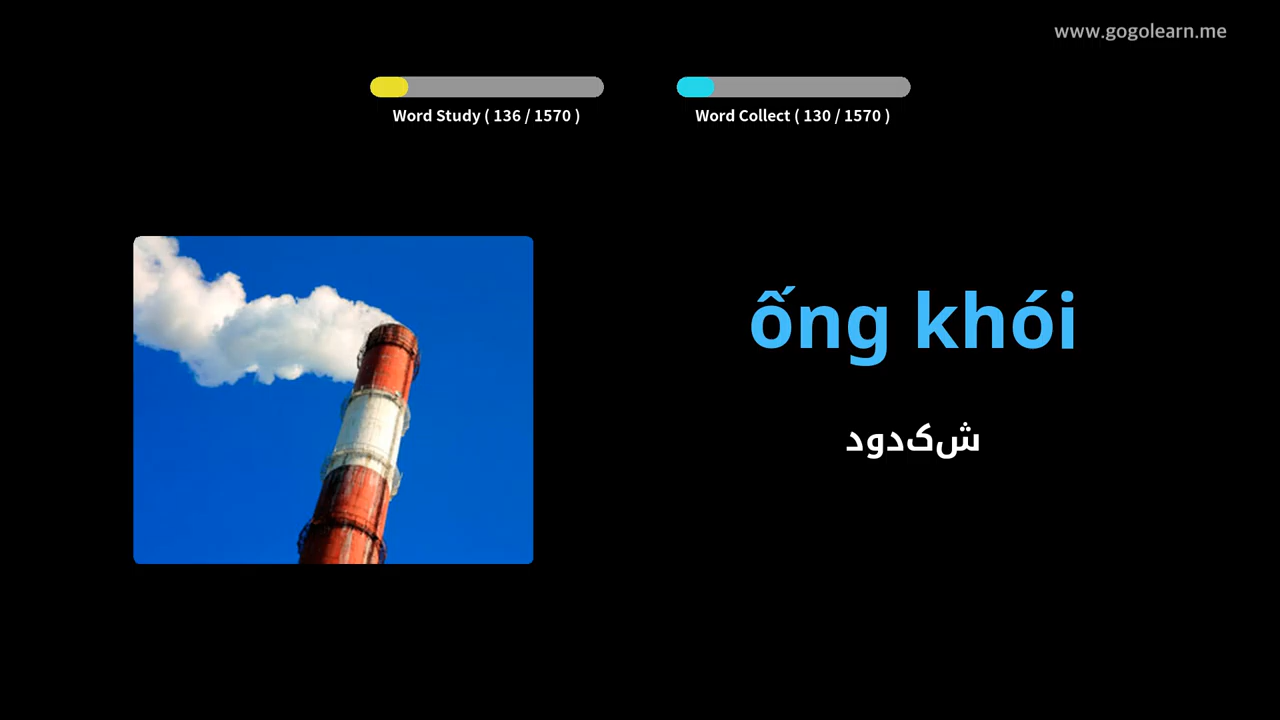 www.gogolearn.me
Word Study ( 136 / 1570 )
Word Collect ( 130 / 1570 )
ống khói
شکدود